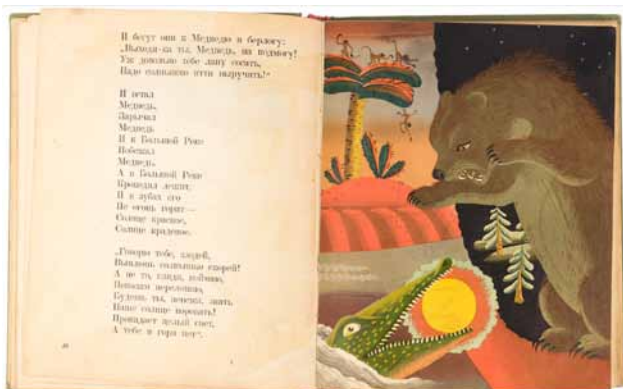 И бегут они к Медведю в берлогу:
„Выходи-ка ты, Медведь, на подмогу!
Уж довольно тебе лапу сосать,
Надо солнышко итти выручать!“
И встал
Медведь,
Зарычал
Медведь
И к Большой Реке
Побежал
Медведь.
А в Большой Реке
Крокодил лежит,
И в зубах его
Не огонь горит —
Солнце красное,
Солнце краденое.
„Говорю тебе, злодей,
Выплюнь солнышко скорей!
А не то, гляди, поймаю,
Пополам переломаю,
Будешь ты, невежа, знать,
Наше солнце воровать!
Пропадает целый свет,
А тебе и горя нет“.